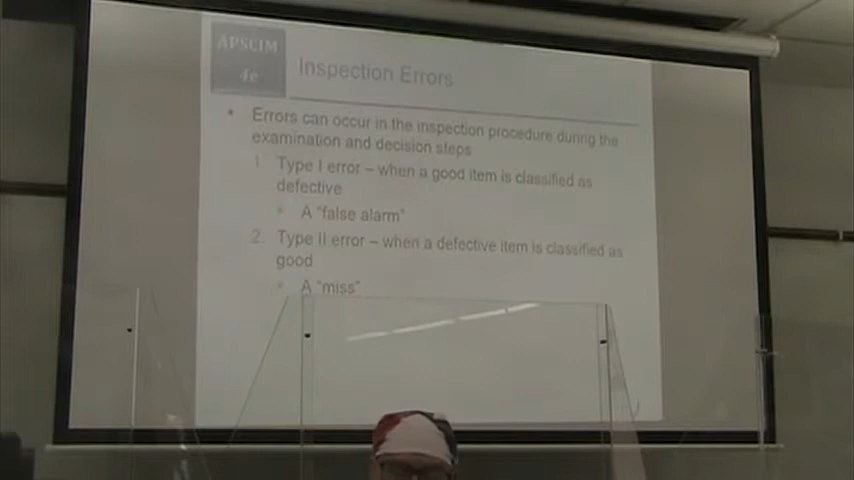 APSCIM
4e
Inspection Errors
• Errors can occur in the inspection procedure during the
examination and decision steps
1. Type I error – when a good item is classified as
defective
• A "false alarm"
2. Type II error – when a defective item is classified as
good
• A "miss"